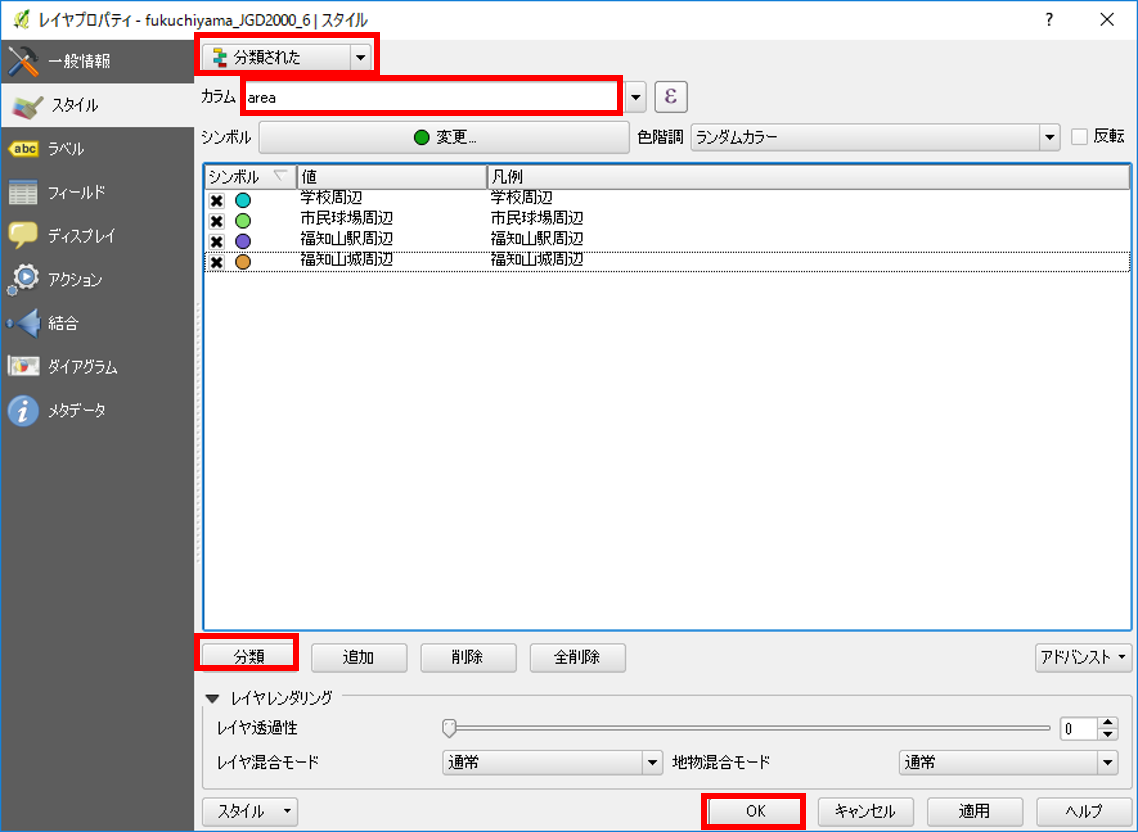 レイヤプロパティ - fukuchiyama_JGD2000_6 | スタイル ?
一般情報
スタイル
abc ラベル
フィールド
ディスプレイ
アクション
結合
ダイアグラム
メタデータ
分類された
カラム area ε
シンボル 変更... 色階調 ランダムカラー 反転
シンボル 値 凡例
学校周辺 学校周辺
市民球場周辺 市民球場周辺
福知山駅周辺 福知山駅周辺
福知山城周辺 福知山城周辺
分類 追加 削除 全削除 アドバンスト
レイヤレンダリング
レイヤ透過性 0
レイヤ混合モード 通常 地物混合モード 通常
スタイル OK キャンセル 適用 ヘルプ